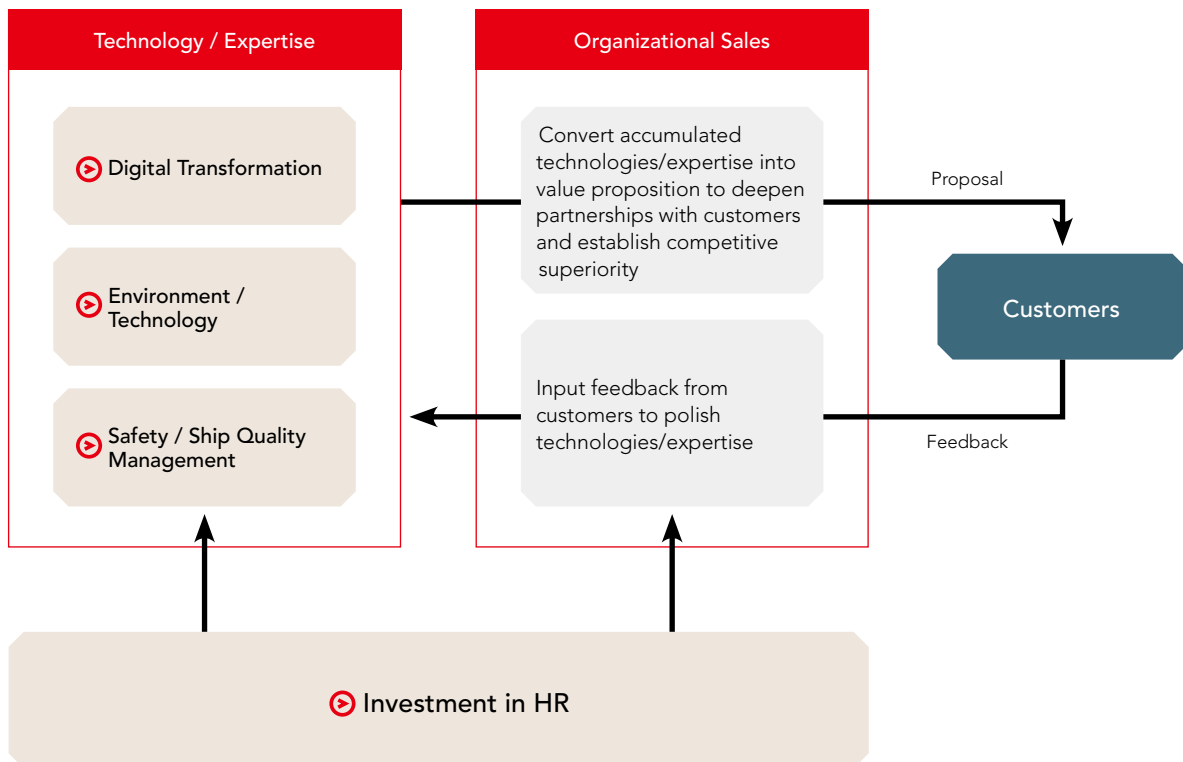 Technology / Expertise
Digital Transformation
Environment /
Technology
Safety / Ship Quality
Management
Organizational Sales
Convert accumulated
technologies/expertise into
value proposition to deepen
partnerships with customers
and establish competitive
superiority
Input feedback from
customers to polish
technologies/expertise
Proposal
Customers
Feedback
Investment in HR